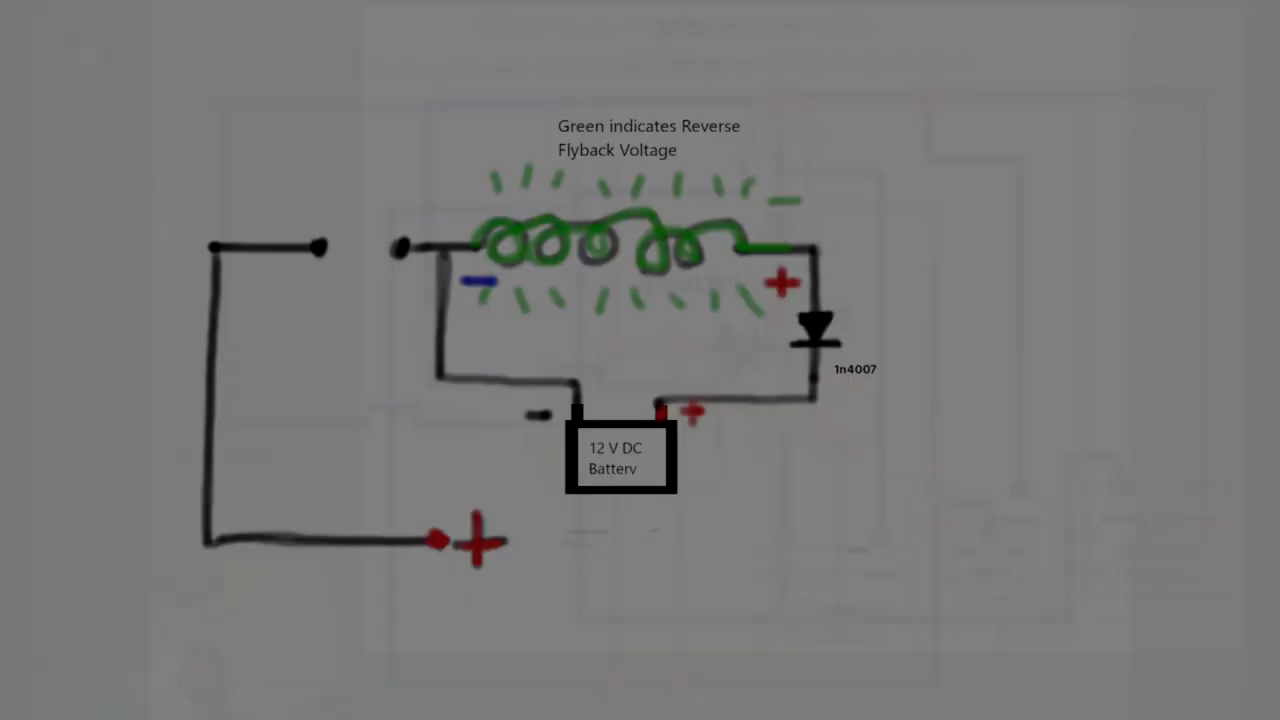 Green indicates Reverse
Flyback Voltage
1n4007
12 V DC
Battery